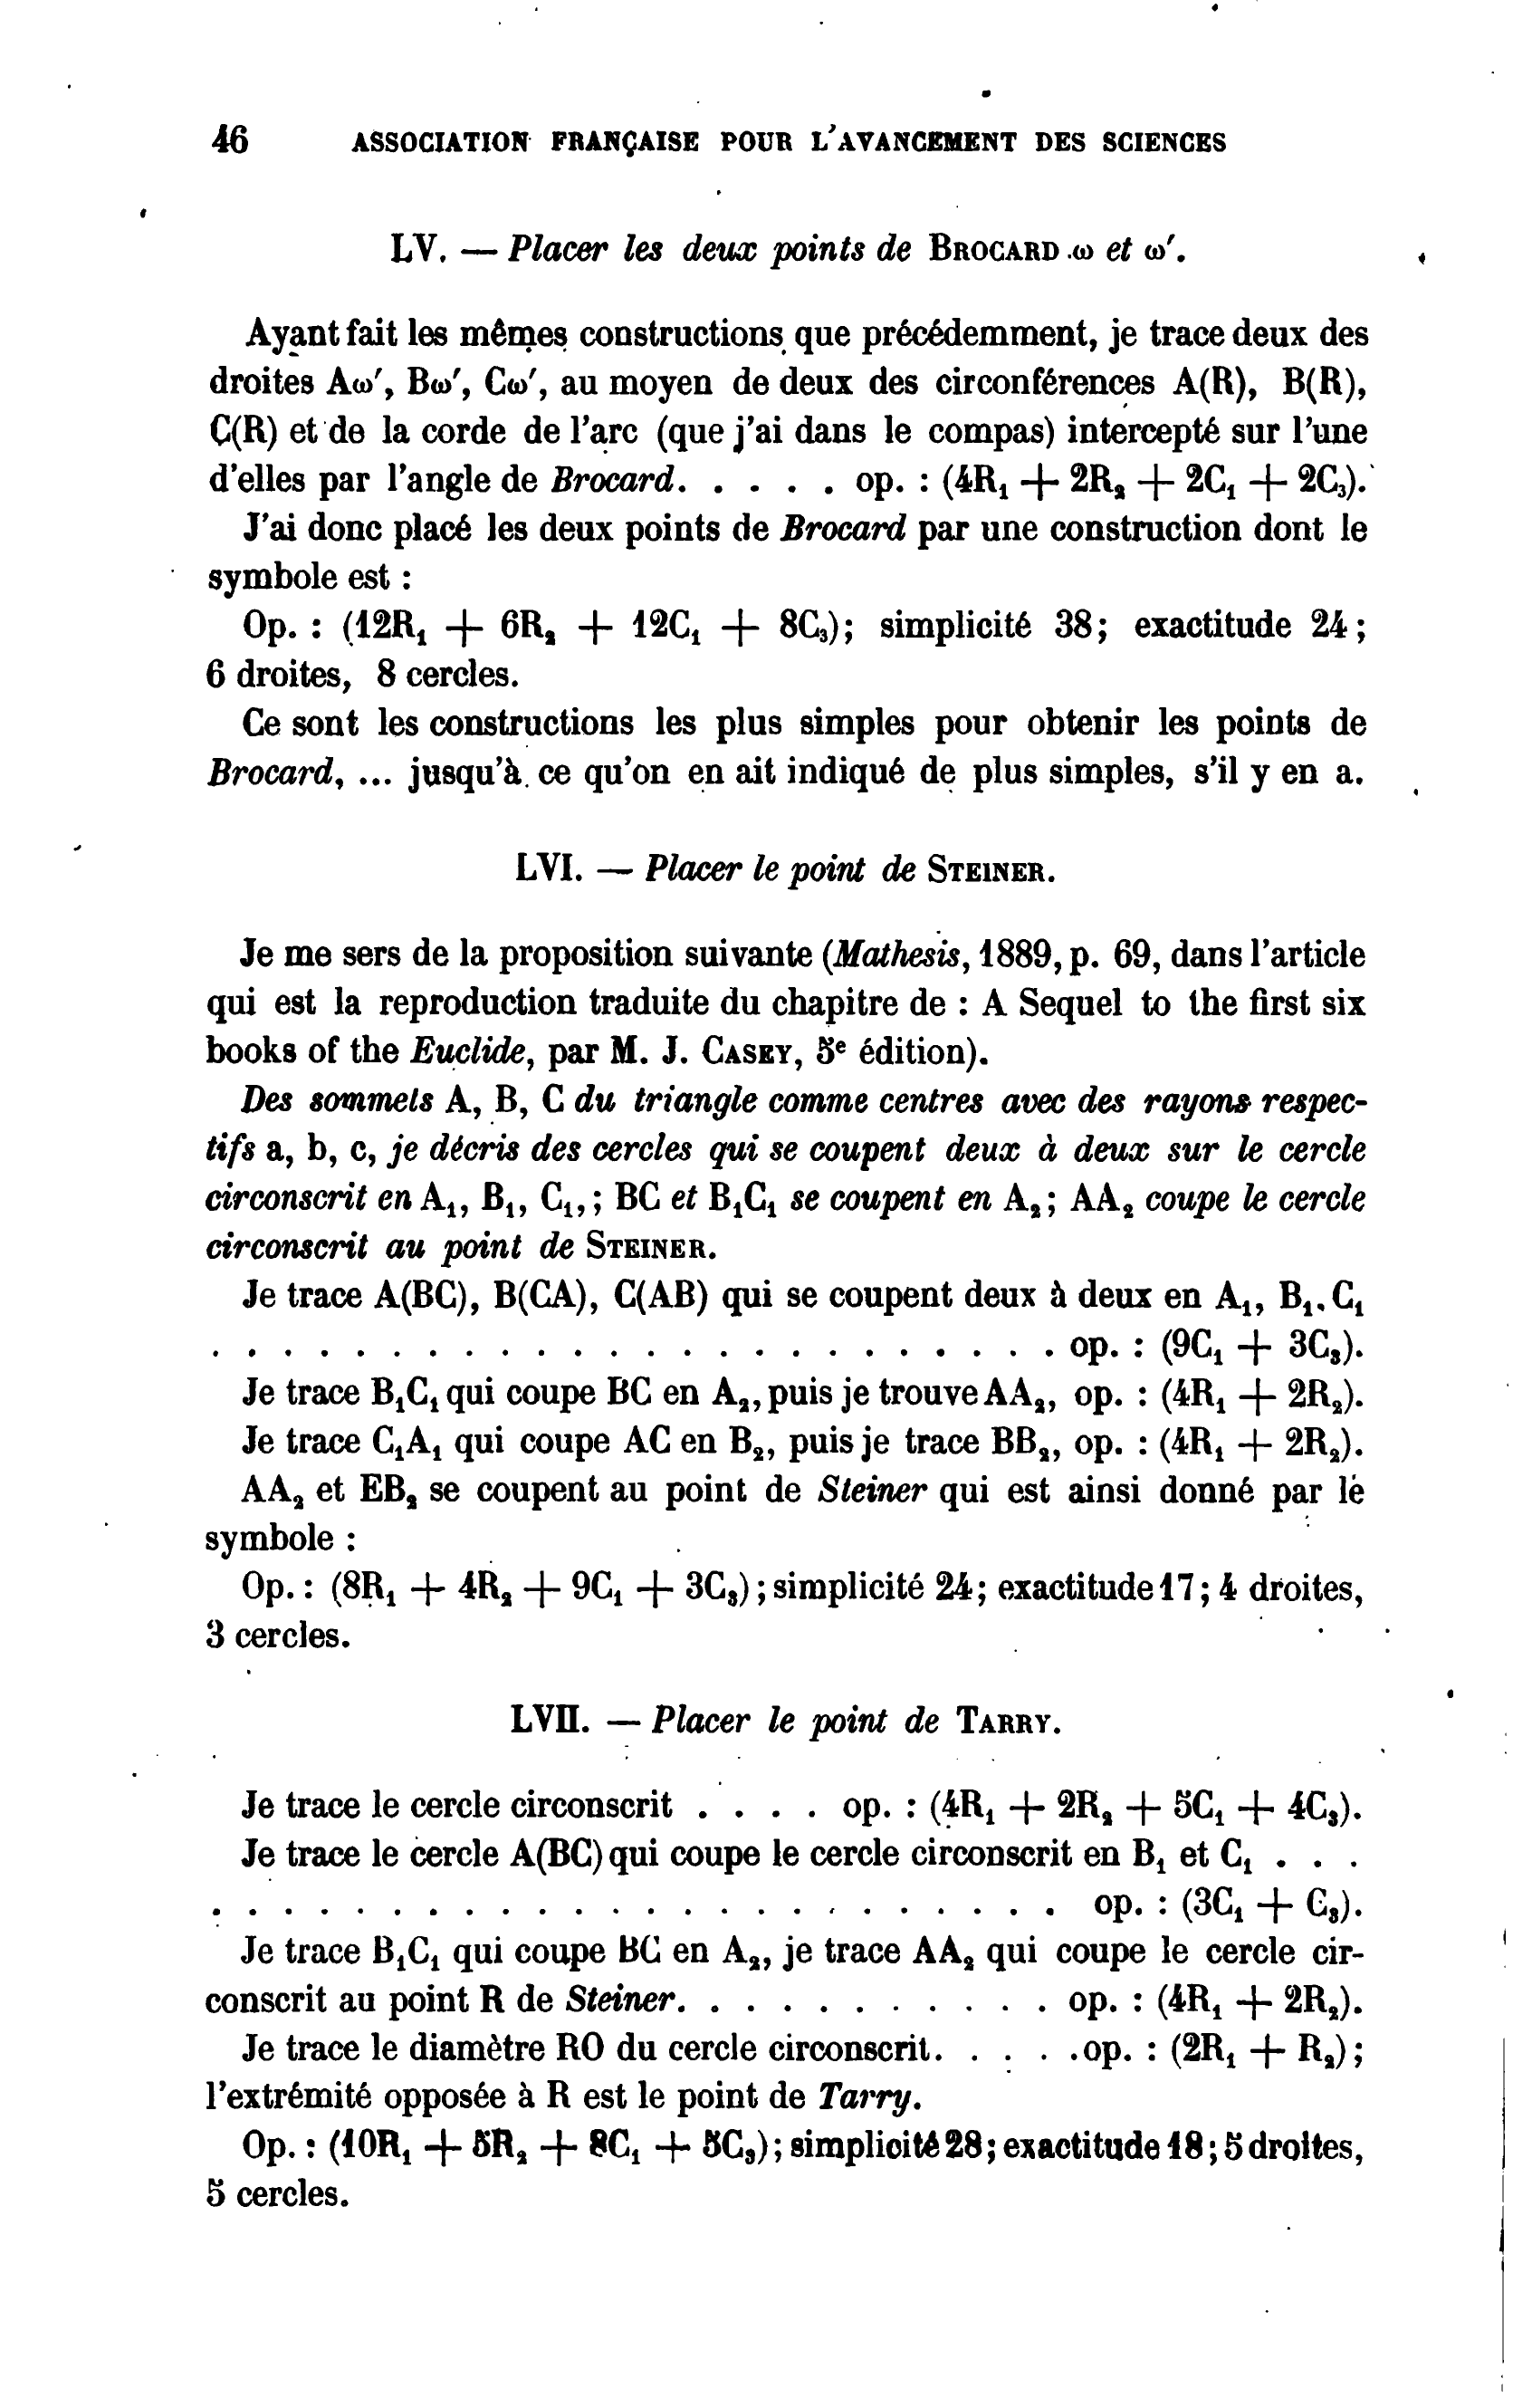 46 ASSOCIATION FRANÇAISE POUR L'AVANCEMENT DES SCIENCES
LV. — Placer les deux points de BROCARD ω et ω'.
Ayant fait les mêmes constructions que précédemment, je trace deux des
droites Aω', Bω', Cω', au moyen de deux des circonférences A(R), B(R),
C(R) et de la corde de l'arc (que j'ai dans le compas) intercepté sur l'une
d'elles par l'angle de Brocard. . . . . op. : (4R₁ + 2R₂ + 2C₁ + 2C₃).
J'ai donc placé les deux points de Brocard par une construction dont le
symbole est :
Op. : (12R₁ + 6R₂ + 12C₁ + 8C₃); simplicité 38; exactitude 24;
6 droites, 8 cercles.
Ce sont les constructions les plus simples pour obtenir les points de
Brocard, ... jusqu'à ce qu'on en ait indiqué de plus simples, s'il y en a.
LVI. — Placer le point de STEINER.
Je me sers de la proposition suivante (Mathesis, 1889, p. 69, dans l'article
qui est la reproduction traduite du chapitre de : A Sequel to the first six
books of the Euclide, par M. J. CASEY, 5e édition).
Des sommets A, B, C du triangle comme centres avec des rayons respec-
tifs a, b, c, je décris des cercles qui se coupent deux à deux sur le cercle
circonscrit en A₁, B₁, C₁,; BC et B₁C₁ se coupent en A₂; AA₂ coupe le cercle
circonscrit au point de STEINER.
Je trace A(BC), B(CA), C(AB) qui se coupent deux à deux en A₁, B₁. C₁
. . . . . . . . . . . . . . . . . . . . . . . . op. : (9C₁ + 3C₃).
Je trace B₁C₁ qui coupe BC en A₂, puis je trouve AA₂, op. : (4R₁ + 2R₂).
Je trace C₁A₁ qui coupe AC en B₂, puis je trace BB₂, op. : (4R₁ + 2R₂).
AA₂ et EB₂ se coupent au point de Steiner qui est ainsi donné par le
symbole :
Op. : (8R₁ + 4R₂ + 9C₁ + 3C₃); simplicité 24; exactitude 17; 4 droites,
3 cercles.
LVII. — Placer le point de TARRY.
Je trace le cercle circonscrit . . . . op. : (4R₁ + 2R₂ + 5C₁ + 4C₃).
Je trace le cercle A(BC) qui coupe le cercle circonscrit en B₁ et C₁ . . .
. . . . . . . . . . . . . . . . . . . . . . . . op. : (3C₁ + C₃).
Je trace B₁C₁ qui coupe BC en A₂, je trace AA₂ qui coupe le cercle cir-
conscrit au point R de Steiner. . . . . . . . . . . op. : (4R₁ + 2R₂).
Je trace le diamètre RO du cercle circonscrit. . . . . op. : (2R₁ + R₂);
l'extrémité opposée à R est le point de Tarry.
Op. : (10R₁ + 5R₂ + 8C₁ + 5C₃); simplicité 28; exactitude 18; 5 droites,
5 cercles.